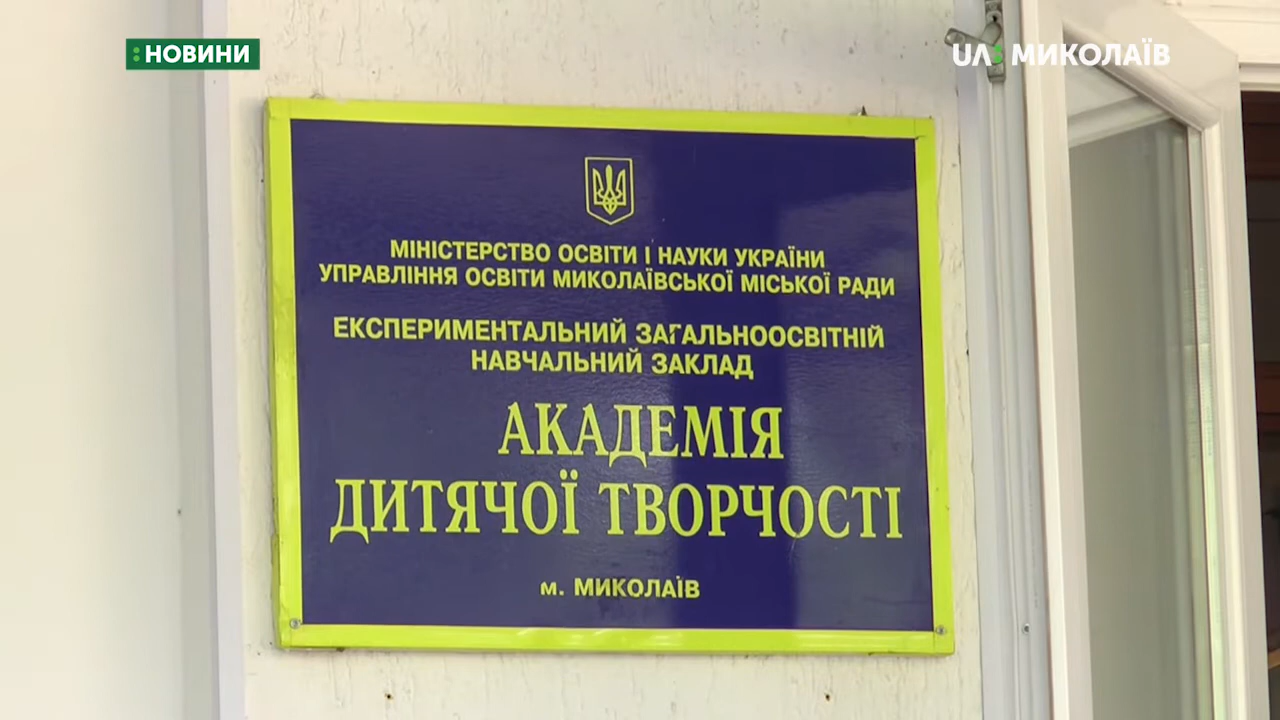 :НОВИНИ
UA: МИКОЛАЇВ
МІНІСТЕРСТВО ОСВІТИ І НАУКИ УКРАЇНИ
УПРАВЛІННЯ ОСВІТИ МИКОЛАЇВСЬКОЇ МІСЬКОЇ РАДИ
ЕКСПЕРИМЕНТАЛЬНИЙ ЗАГАЛЬНООСВІТНІЙ
НАВЧАЛЬНИЙ ЗАКЛАД
АКАДЕМІЯ
ДИТЯЧОЇ ТВОРЧОСТІ
м. МИКОЛАЇВ